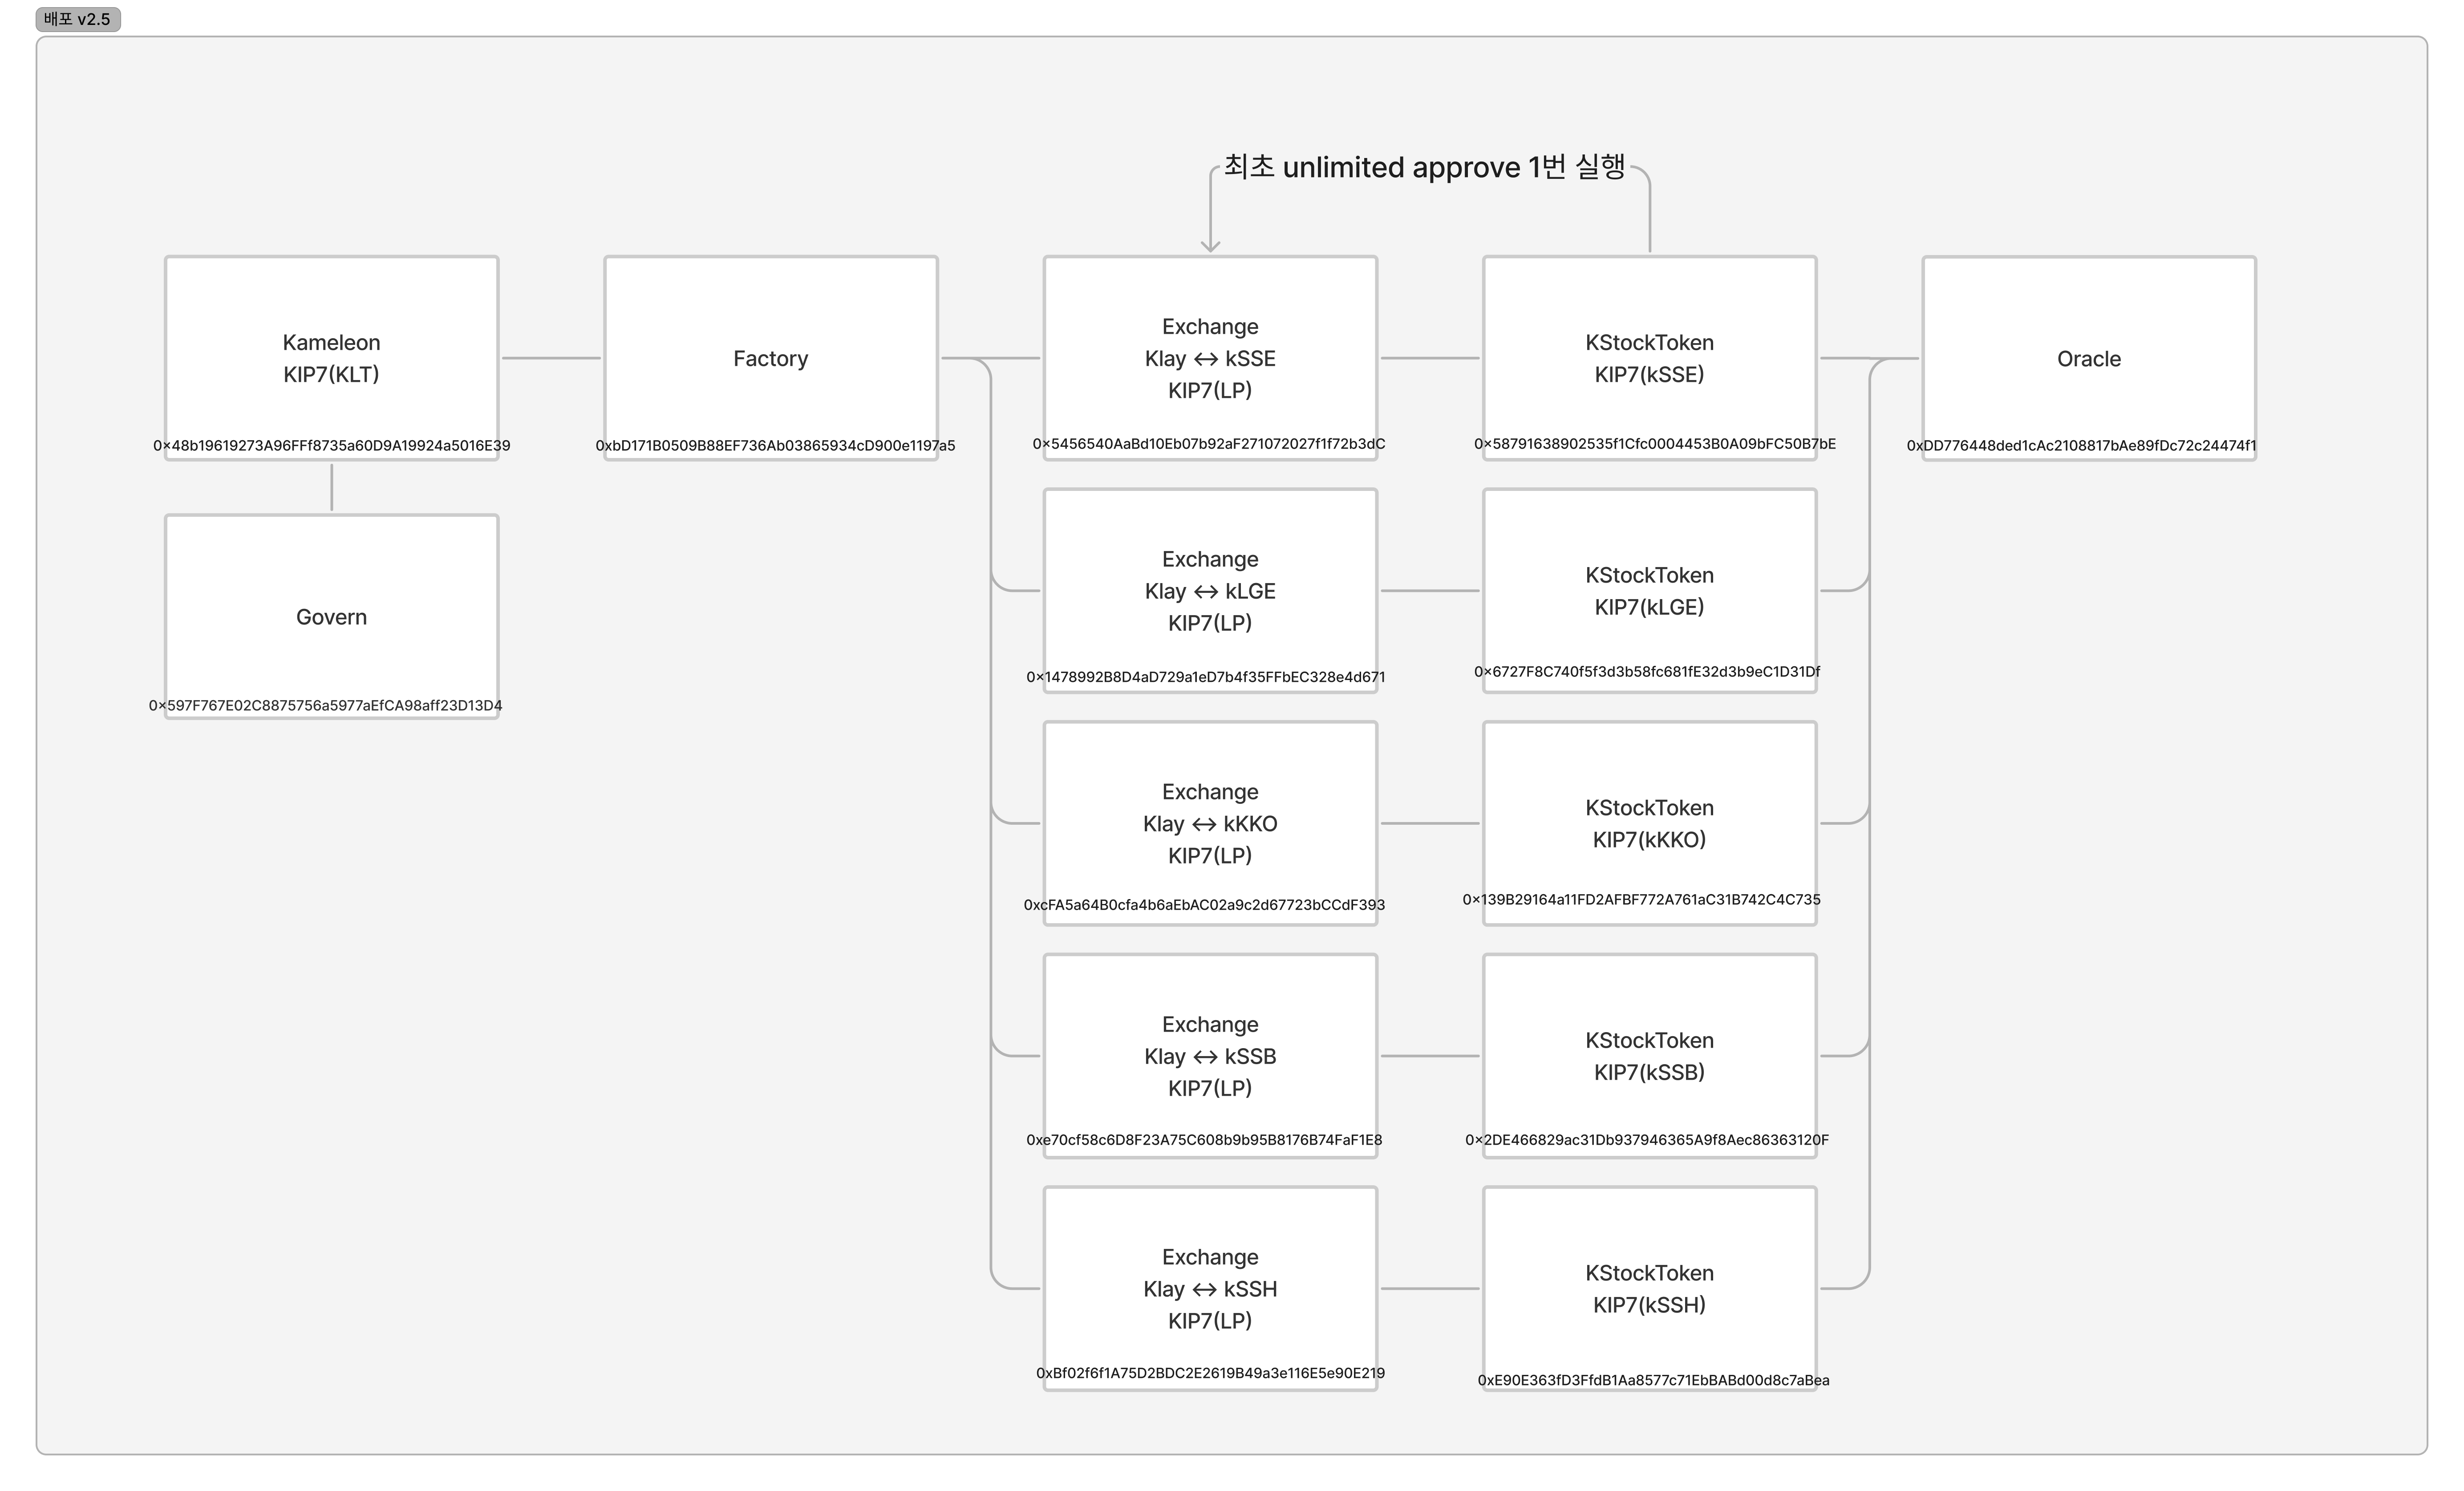 배포 v2.5
최초 unlimited approve 1번 실행
Kameleon
KIP7(KLT)
0×48b19619273A96FFf8735a60D9A19924a5016E39
Factory
0xbD171B0509B88EF736Ab03865934cD900e1197a5
Exchange
Klay ↔ kSSE
KIP7(LP)
0×5456540AaBd10Eb07b92aF271072027f1f72b3dC
KStockToken
KIP7(kSSE)
0×58791638902535f1Cfc0004453B0A09bFC50B7bE
Oracle
0xDD776448ded1cAc2108817bAe89fDc72c24474f1
Govern
0×597F767E02C8875756a5977aEfCA98aff23D13D4
Exchange
Klay ↔ kLGE
KIP7(LP)
0×1478992B8D4aD729a1eD7b4f35FFbEC328e4d671
KStockToken
KIP7(kLGE)
0×6727F8C740f5f3d3b58fc681fE32d3b9eC1D31Df
Exchange
Klay ↔ kKKO
KIP7(LP)
0xcFA5a64B0cfa4b6aEbAC02a9c2d67723bCCdF393
KStockToken
KIP7(kKKO)
0×139B29164a11FD2AFBF772A761aC31B742C4C735
Exchange
Klay ↔ kSSB
KIP7(LP)
0xe70cf58c6D8F23A75C608b9b95B8176B74FaF1E8
KStockToken
KIP7(kSSB)
0×2DE466829ac31Db937946365A9f8Aec86363120F
Exchange
Klay ↔ kSSH
KIP7(LP)
0xBf02f6f1A75D2BDC2E2619B49a3e116E5e90E219
KStockToken
KIP7(kSSH)
0xE90E363fD3FfdB1Aa8577c71EbBABd00d8c7aBea